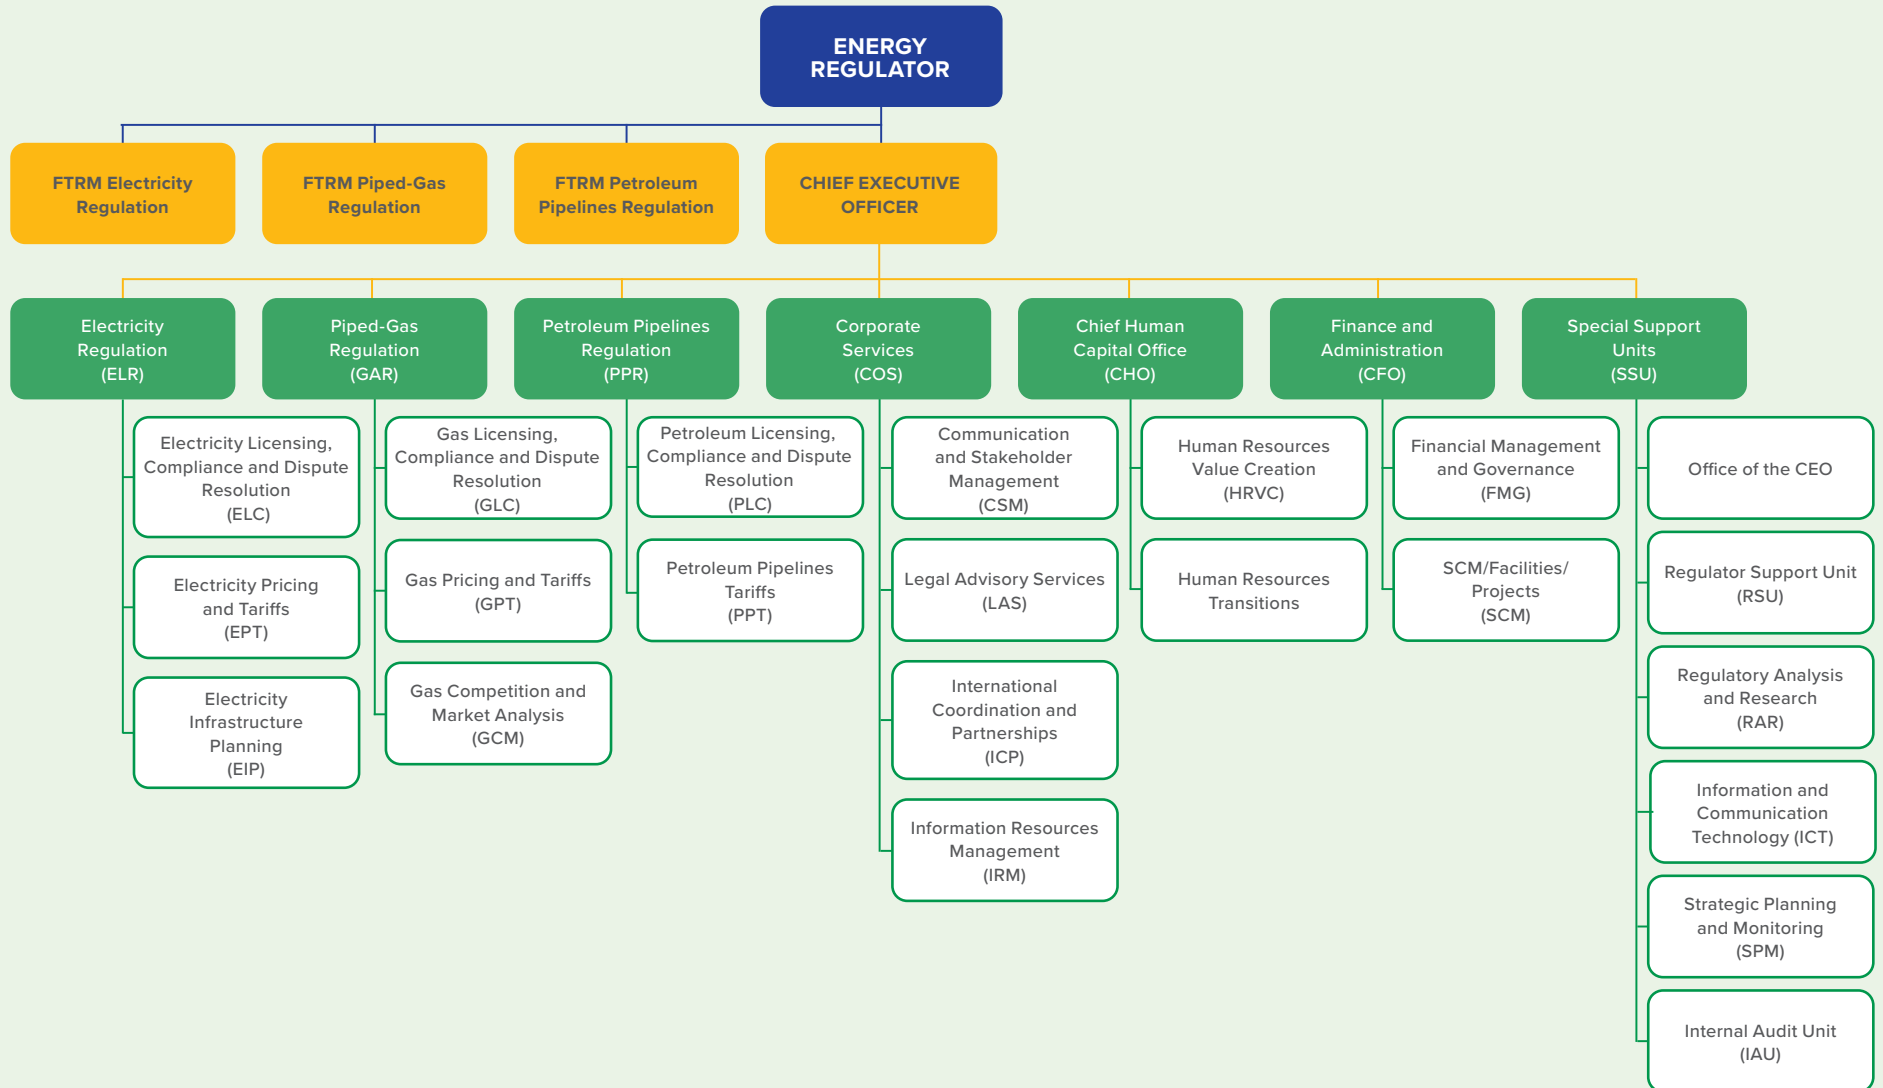 ENERGY
REGULATOR
FTRM Electricity
Regulation
FTRM Piped-Gas
Regulation
FTRM Petroleum
Pipelines Regulation
CHIEF EXECUTIVE
OFFICER
Electricity
Regulation
(ELR)
Piped-Gas
Regulation
(GAR)
Petroleum Pipelines
Regulation
(PPR)
Corporate
Services
(COS)
Chief Human
Capital Office
(CHO)
Finance and
Administration
(CFO)
Special Support
Units
(SSU)
Electricity Licensing,
Compliance and Dispute
Resolution
(ELC)
Electricity Pricing
and Tariffs
(EPT)
Electricity
Infrastructure
Planning
(EIP)
Gas Licensing,
Compliance and Dispute
Resolution
(GLC)
Gas Pricing and Tariffs
(GPT)
Gas Competition and
Market Analysis
(GCM)
Petroleum Licensing,
Compliance and Dispute
Resolution
(PLC)
Petroleum Pipelines
Tariffs
(PPT)
Communication
and Stakeholder
Management
(CSM)
Legal Advisory Services
(LAS)
International
Coordination and
Partnerships
(ICP)
Information Resources
Management
(IRM)
Human Resources
Value Creation
(HRVC)
Human Resources
Transitions
Financial Management
and Governance
(FMG)
SCM/Facilities/
Projects
(SCM)
Office of the CEO
Regulator Support Unit
(RSU)
Regulatory Analysis
and Research
(RAR)
Information and
Communication
Technology (ICT)
Strategic Planning
and Monitoring
(SPM)
Internal Audit Unit
(IAU)